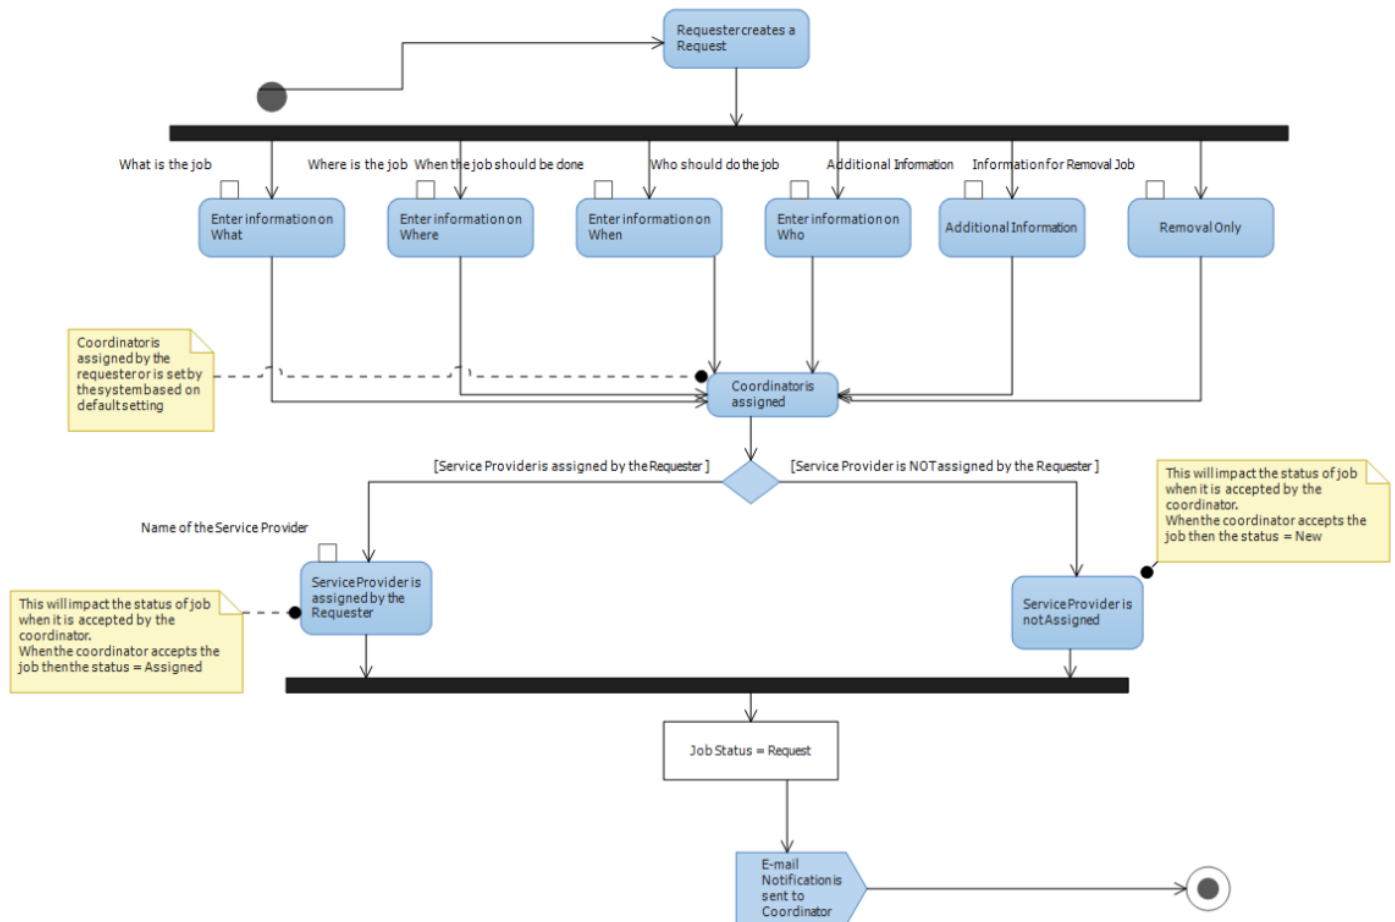 Requester creates a
Request
What is the job
Where is the job
When the job should be done
Who should do the job
Additional Information
Information for Removal Job
Enter information on
What
Enter information on
Where
Enter information on
When
Enter information on
Who
Additional Information
Removal Only
Coordinator is
assigned by the
requester or is set by
the system based on
default setting
Coordinator is
assigned
[Service Provider is assigned by the Requester ]
[Service Provider is NOT assigned by the Requester ]
This will impact the status of job
when it is accepted by the
coordinator.
When the coordinator accepts the
job then the status = New
Name of the Service Provider
Service Provider is
assigned by the
Requester
Service Provider is
not Assigned
This will impact the status of job
when it is accepted by the
coordinator.
When the coordinator accepts the
job then the status = Assigned
Job Status = Request
E-mail
Notification is
sent to
Coordinator